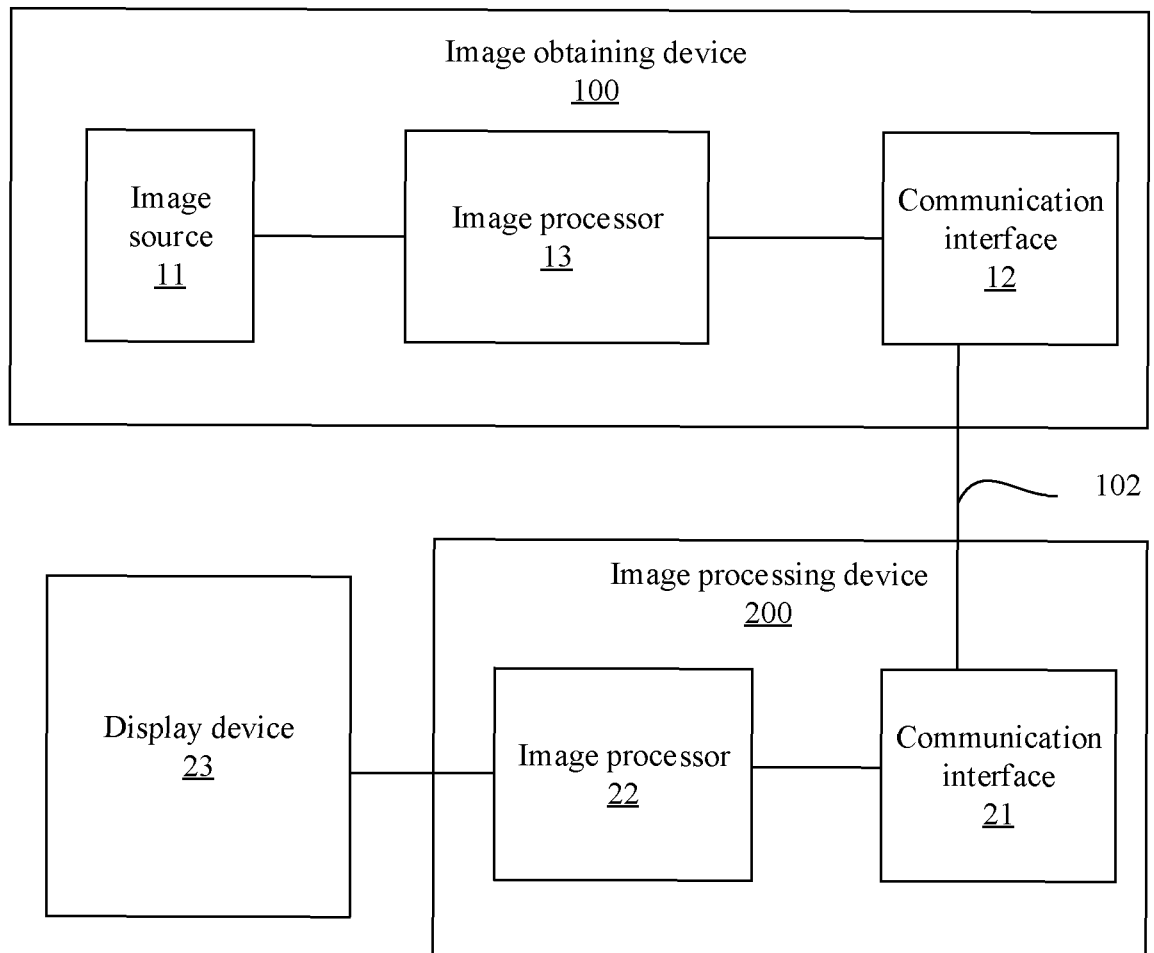 Image obtaining device
100
Image
source
11
Image processor
13
Communication
interface
12
102
Image processing device
200
Display device
23
Image processor
22
Communication
interface
21